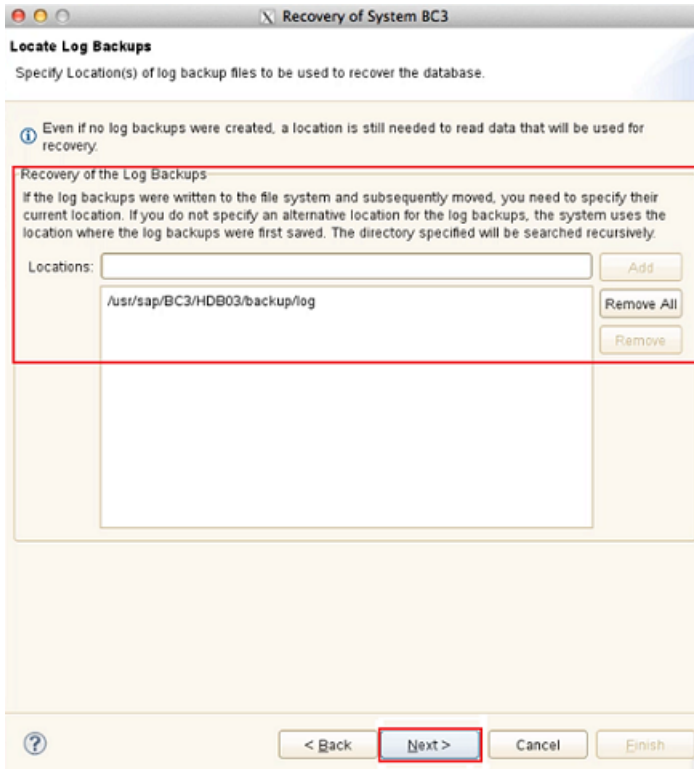 Recovery of System BC3
Locate Log Backups
Specify Location(s) of log backup files to be used to recover the database.
Even if no log backups were created, a location is still needed to read data that will be used for
recovery.
Recovery of the Log Backups
If the log backups were written to the file system and subsequently moved, you need to specify their
current location. If you do not specify an alternative location for the log backups, the system uses the
location where the log backups were first saved. The directory specified will be searched recursively.
Locations:
Add
/usr/sap/BC3/HDB03/backup/log
Remove All
Remove
< Back
Next >
Cancel
Finish